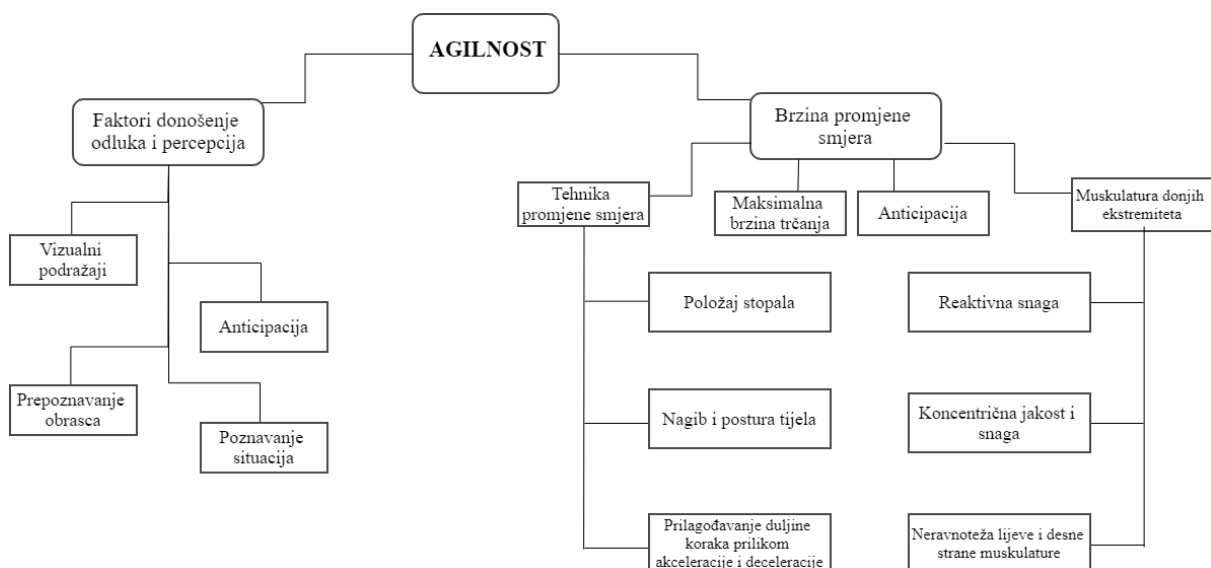 AGILNOST
Faktori donošenje
odluka i percepcija
Brzina promjene
smjera
Vizualni
podražaji
Anticipacija
Prepoznavanje
obrasca
Poznavanje
situacija
Tehnika
promjene smjera
Maksimalna
brzina trčanja
Anticipacija
Muskulatura donjih
ekstremiteta
Položaj stopala
Nagib i postura tijela
Prilagođavanje duljine
koraka prilikom
akceleracije i deceleracije
Reaktivna snaga
Koncentrična jakost i
snaga
Neravnoteža lijeve i desne
strane muskulature